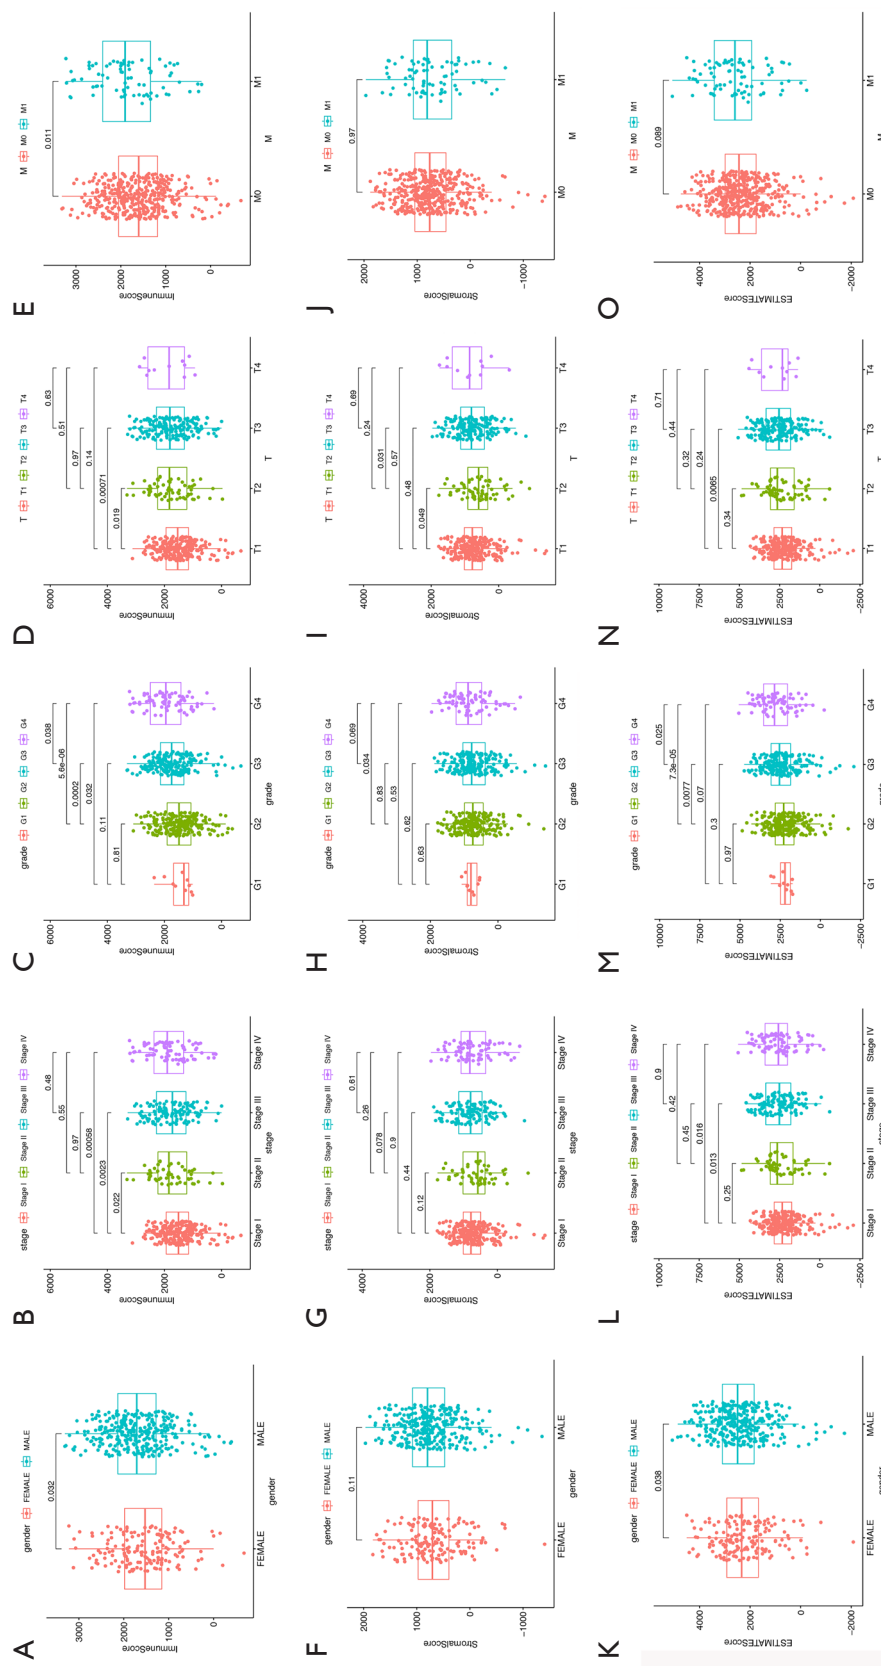 A
gender FEMALE MALE
0.032
ImmuneScore
3000
2000
1000
0
FEMALE MALE
gender
B
stage Stage I Stage II Stage III Stage IV
0.48
0.55
0.97
0.00058
0.0023
0.022
ImmuneScore
6000
4000
2000
0
Stage I Stage II Stage III Stage IV
stage
C
grade G1 G2 G3 G4
0.038
5.6e−06
0.0002
0.032
0.11
0.81
ImmuneScore
6000
4000
2000
0
G1 G2 G3 G4
grade
D
T T1 T2 T3 T4
0.63
0.51
0.97
0.14
0.00071
0.019
ImmuneScore
6000
4000
2000
0
T1 T2 T3 T4
T
E
M M0 M1
0.011
ImmuneScore
3000
2000
1000
0
M0 M1
M
F
gender FEMALE MALE
0.11
StromalScore
2000
1000
0
−1000
FEMALE MALE
gender
G
stage Stage I Stage II Stage III Stage IV
0.61
0.26
0.078
0.9
0.44
0.12
StromalScore
4000
2000
0
Stage I Stage II Stage III Stage IV
stage
H
grade G1 G2 G3 G4
0.069
0.034
0.83
0.53
0.62
0.63
StromalScore
4000
2000
0
G1 G2 G3 G4
grade
I
T T1 T2 T3 T4
0.69
0.24
0.031
0.57
0.48
0.049
StromalScore
4000
2000
0
T1 T2 T3 T4
T
J
M M0 M1
0.97
StromalScore
2000
1000
0
−1000
M0 M1
M
K
gender FEMALE MALE
0.038
ESTIMATEScore
4000
2000
0
−2000
FEMALE MALE
gender
L
stage Stage I Stage II Stage III Stage IV
0.9
0.42
0.45
0.016
0.013
0.25
ESTIMATEScore
10000
7500
5000
2500
0
−2500
Stage I Stage II Stage III Stage IV
stage
M
grade G1 G2 G3 G4
0.025
7.3e−05
0.0077
0.07
0.3
0.97
ESTIMATEScore
10000
7500
5000
2500
0
−2500
G1 G2 G3 G4
grade
N
T T1 T2 T3 T4
0.71
0.44
0.32
0.24
0.0065
0.34
ESTIMATEScore
10000
7500
5000
2500
0
−2500
T1 T2 T3 T4
T
O
M M0 M1
0.089
ESTIMATEScore
4000
2000
0
−2000
M0 M1
M